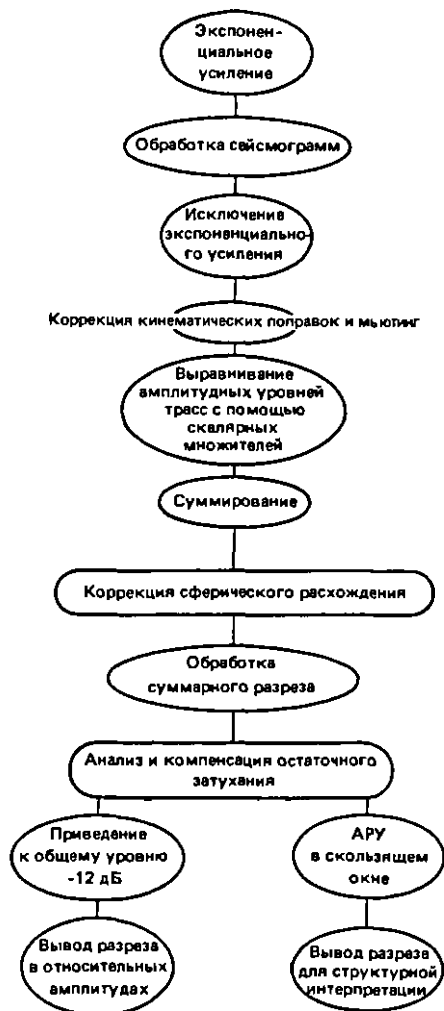 Экспонен-
циальное
усиление
Обработка сейсмограмм
Исключение
экспоненциально-
го усиления
Коррекция кинематических поправок и мьютинг
Выравнивание
амплитудных уровней
трасс с помощью
скалярных
множителей
Суммирование
Коррекция сферического расхождения
Обработка
суммарного разреза
Анализ и компенсация остаточного
затухания
Приведение
к общему уровню
-12 дБ
АРУ
в скользящем
окне
Вывод разреза
в относительных
амплитудах
Вывод разреза
для структурной
интерпретации